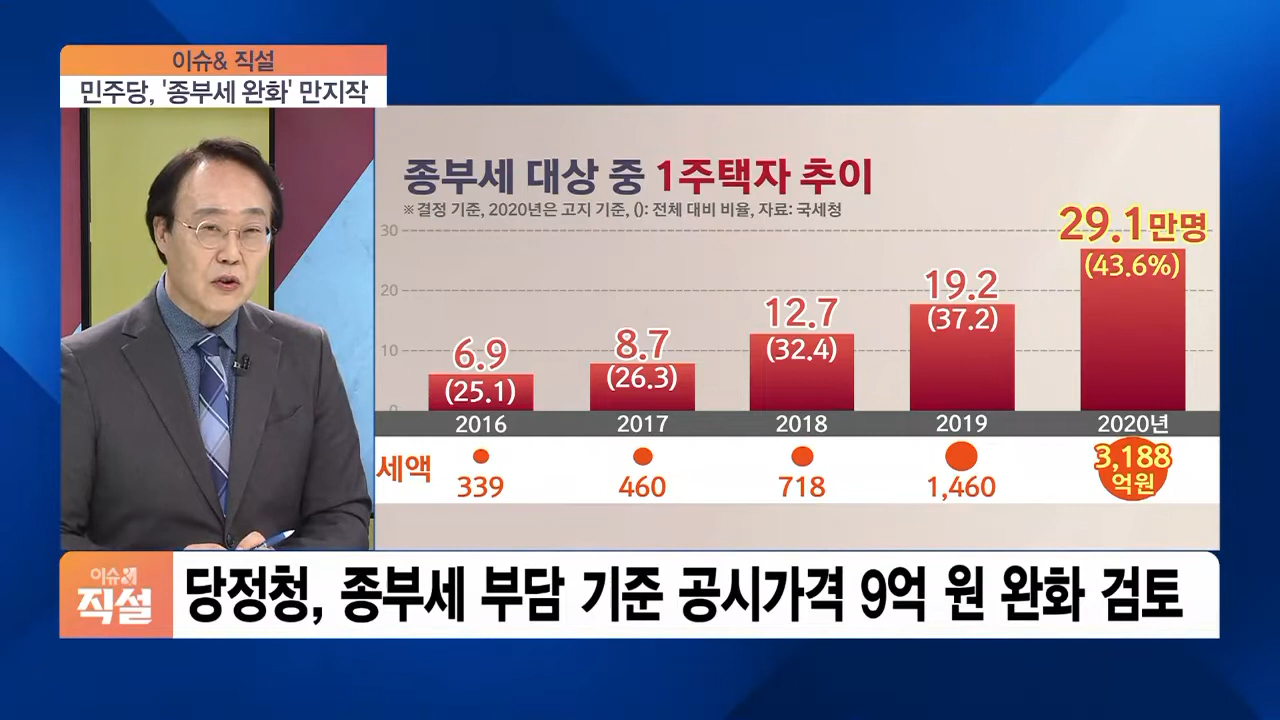 이슈& 직설
민주당, '종부세 완화' 만지작
종부세 대상 중 1주택자 추이
※ 결정 기준, 2020년은 고지 기준, (): 전체 대비 비율, 자료: 국세청
30
20
10
0
6.9
(25.1)
8.7
(26.3)
12.7
(32.4)
19.2
(37.2)
29.1만명
(43.6%)
2016 2017 2018 2019 2020년
세액
339 460 718 1,460 3,188
억원
이슈&
직설
당정청, 종부세 부담 기준 공시가격 9억 원 완화 검토